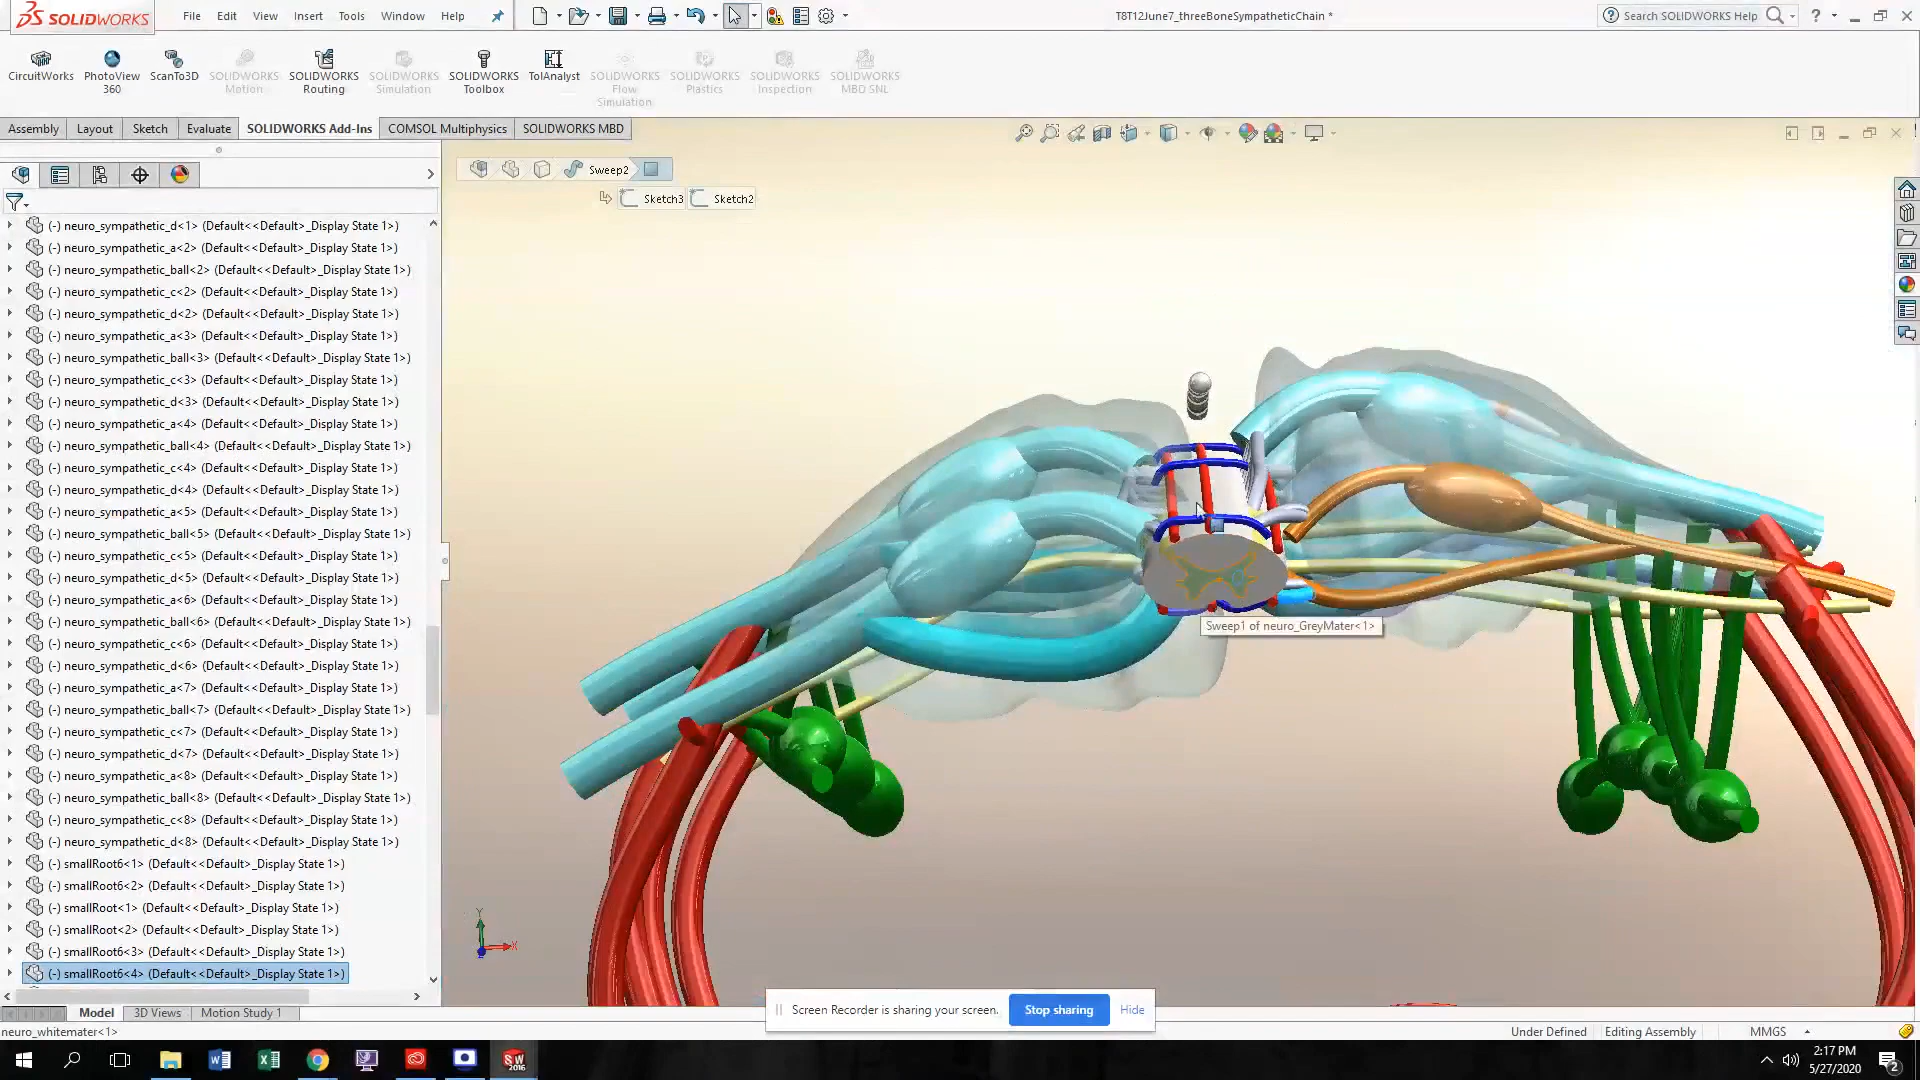 SOLIDWORKS File Edit View Insert Tools Window Help T8T12June7_threeBoneSympatheticChain * Search SOLIDWORKS Help
CircuitWorks PhotoView 360 ScanTo3D SOLIDWORKS Motion SOLIDWORKS Routing SOLIDWORKS Simulation SOLIDWORKS Toolbox TolAnalyst SOLIDWORKS Flow Simulation SOLIDWORKS Plastics SOLIDWORKS Inspection SOLIDWORKS MBD SNL
Assembly Layout Sketch Evaluate SOLIDWORKS Add-Ins COMSOL Multiphysics SOLIDWORKS MBD
Sweep2
Sketch3 Sketch2
(-) neuro_sympathetic_d<1> (Default<<Default>_Display State 1>)
(-) neuro_sympathetic_a<2> (Default<<Default>_Display State 1>)
(-) neuro_sympathetic_ball<2> (Default<<Default>_Display State 1>)
(-) neuro_sympathetic_c<2> (Default<<Default>_Display State 1>)
(-) neuro_sympathetic_d<2> (Default<<Default>_Display State 1>)
(-) neuro_sympathetic_a<3> (Default<<Default>_Display State 1>)
(-) neuro_sympathetic_ball<3> (Default<<Default>_Display State 1>)
(-) neuro_sympathetic_c<3> (Default<<Default>_Display State 1>)
(-) neuro_sympathetic_d<3> (Default<<Default>_Display State 1>)
(-) neuro_sympathetic_a<4> (Default<<Default>_Display State 1>)
(-) neuro_sympathetic_ball<4> (Default<<Default>_Display State 1>)
(-) neuro_sympathetic_c<4> (Default<<Default>_Display State 1>)
(-) neuro_sympathetic_d<4> (Default<<Default>_Display State 1>)
(-) neuro_sympathetic_a<5> (Default<<Default>_Display State 1>)
(-) neuro_sympathetic_ball<5> (Default<<Default>_Display State 1>)
(-) neuro_sympathetic_c<5> (Default<<Default>_Display State 1>)
(-) neuro_sympathetic_d<5> (Default<<Default>_Display State 1>)
(-) neuro_sympathetic_a<6> (Default<<Default>_Display State 1>)
(-) neuro_sympathetic_ball<6> (Default<<Default>_Display State 1>)
(-) neuro_sympathetic_c<6> (Default<<Default>_Display State 1>)
(-) neuro_sympathetic_d<6> (Default<<Default>_Display State 1>)
(-) neuro_sympathetic_a<7> (Default<<Default>_Display State 1>)
(-) neuro_sympathetic_ball<7> (Default<<Default>_Display State 1>)
(-) neuro_sympathetic_c<7> (Default<<Default>_Display State 1>)
(-) neuro_sympathetic_d<7> (Default<<Default>_Display State 1>)
(-) neuro_sympathetic_a<8> (Default<<Default>_Display State 1>)
(-) neuro_sympathetic_ball<8> (Default<<Default>_Display State 1>)
(-) neuro_sympathetic_c<8> (Default<<Default>_Display State 1>)
(-) neuro_sympathetic_d<8> (Default<<Default>_Display State 1>)
(-) smallRoot6<1> (Default<<Default>_Display State 1>)
(-) smallRoot6<2> (Default<<Default>_Display State 1>)
(-) smallRoot<1> (Default<<Default>_Display State 1>)
(-) smallRoot<2> (Default<<Default>_Display State 1>)
(-) smallRoot6<3> (Default<<Default>_Display State 1>)
(-) smallRoot6<4> (Default<<Default>_Display State 1>)
Sweep1 of neuro_GreyMater<1>
Y
X
Z
Screen Recorder is sharing your screen. Stop sharing Hide
Model 3D Views Motion Study 1
neuro_whitemater<1> Under Defined Editing Assembly MMGS
2:17 PM
5/27/2020
2
SW
2016